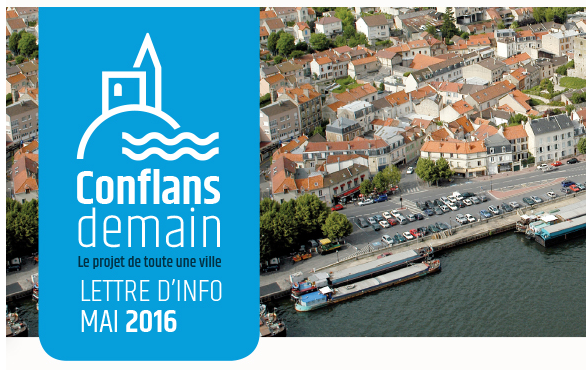 Conflans
demain
Le projet de toute une ville
LETTRE D'INFO
MAI 2016